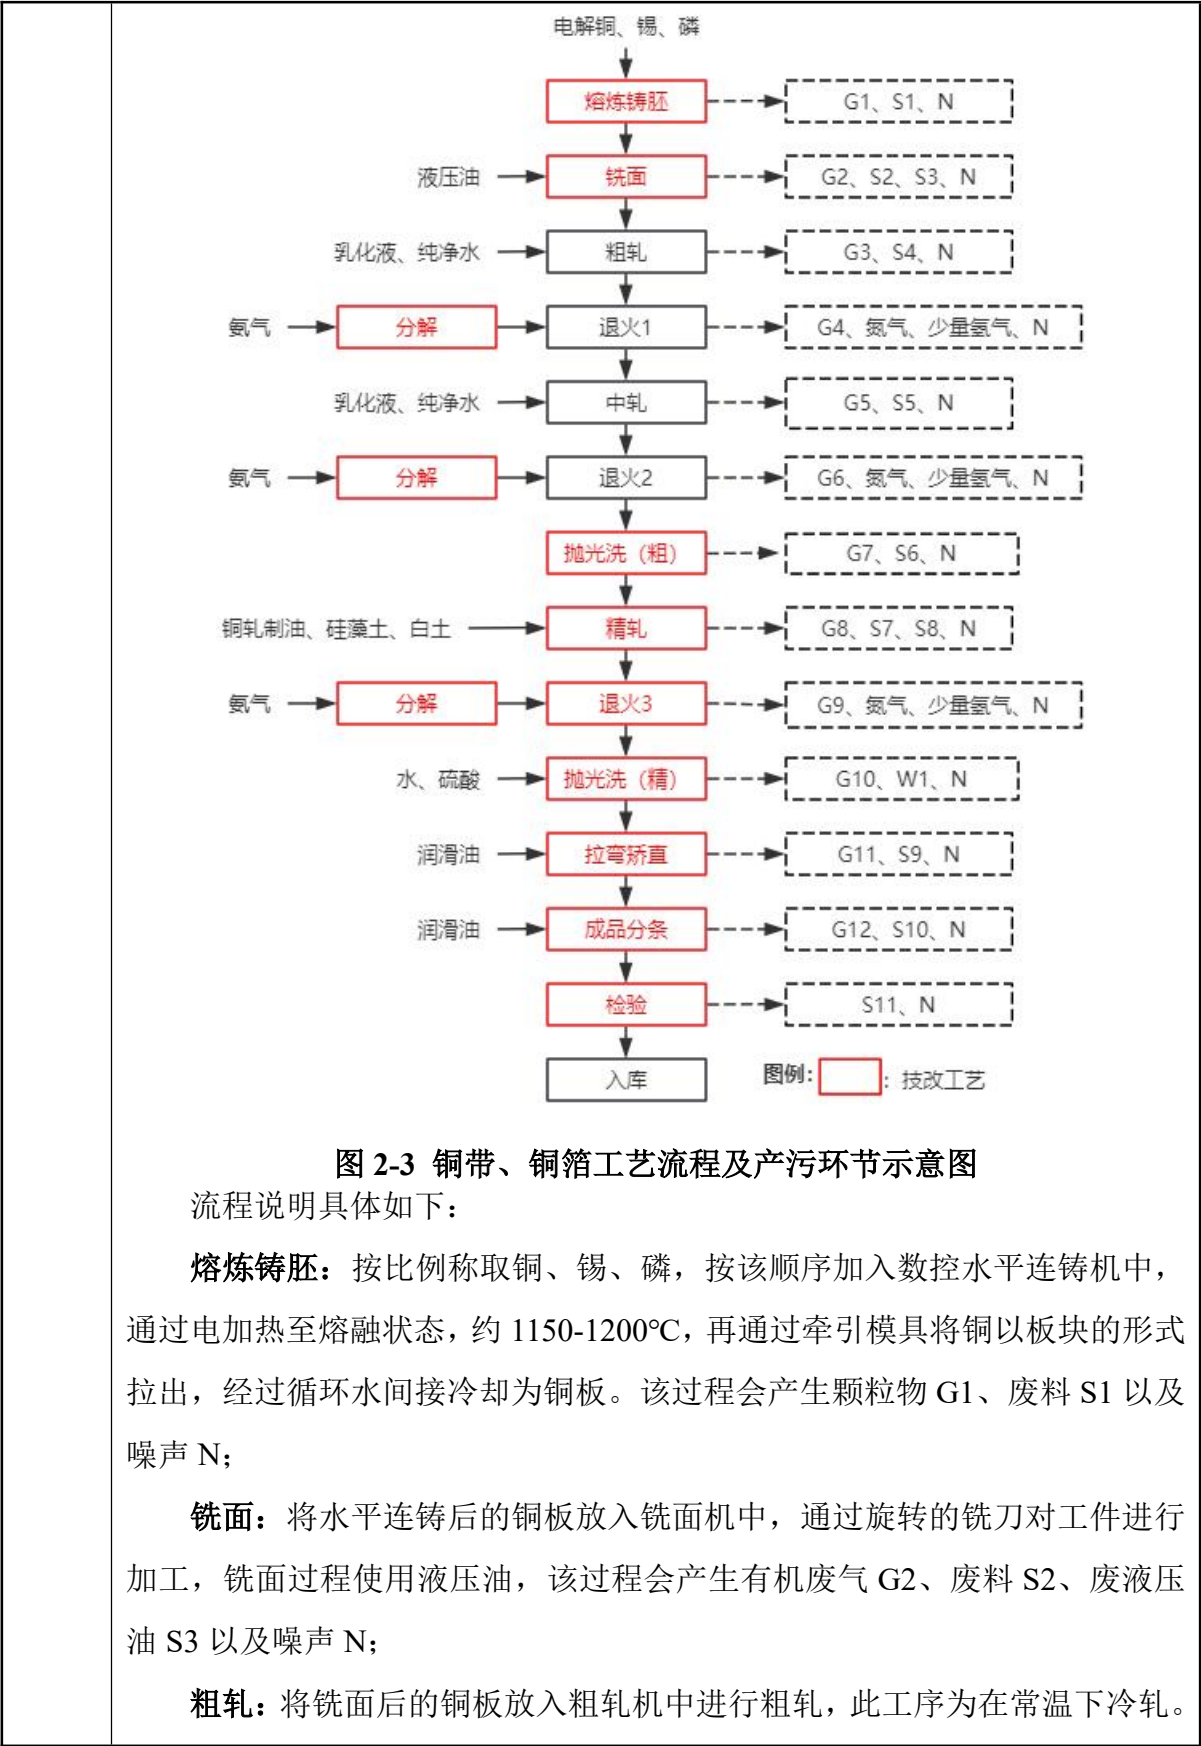 电解铜、锡、磷
熔炼铸胚
G1、S1、N
液压油
铣面
G2、S2、S3、N
乳化液、纯净水
粗轧
G3、S4、N
氨气
分解
退火1
G4、氮气、少量氢气、N
乳化液、纯净水
中轧
G5、S5、N
氨气
分解
退火2
G6、氮气、少量氢气、N
抛光洗（粗）
G7、S6、N
铜轧制油、硅藻土、白土
精轧
G8、S7、S8、N
氨气
分解
退火3
G9、氮气、少量氢气、N
水、硫酸
抛光洗（精）
G10、W1、N
润滑油
拉弯矫直
G11、S9、N
润滑油
成品分条
G12、S10、N
检验
S11、N
入库
图例：
：技改工艺
图 2-3 铜带、铜箔工艺流程及产污环节示意图
流程说明具体如下：
熔炼铸胚：按比例称取铜、锡、磷，按该顺序加入数控水平连铸机中，
通过电加热至熔融状态，约 1150-1200℃，再通过牵引模具将铜以板块的形式
拉出，经过循环水间接冷却为铜板。该过程会产生颗粒物 G1、废料 S1 以及
噪声 N；
铣面：将水平连铸后的铜板放入铣面机中，通过旋转的铣刀对工件进行
加工，铣面过程使用液压油，该过程会产生有机废气 G2、废料 S2、废液压
油 S3 以及噪声 N；
粗轧：将铣面后的铜板放入粗轧机中进行粗轧，此工序为在常温下冷轧。